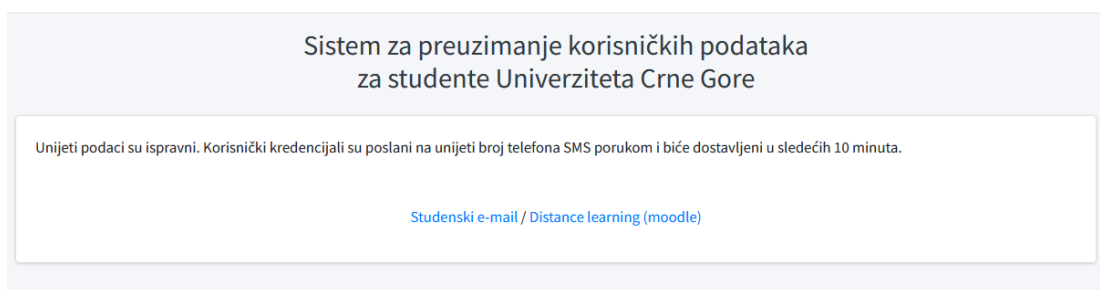 Sistem za preuzimanje korisničkih podataka
za studente Univerziteta Crne Gore
Unijeti podaci su ispravni. Korisnički kredencijali su poslani na unijeti broj telefona SMS porukom i biće dostavljeni u sledećih 10 minuta.
Studenski e-mail / Distance learning (moodle)